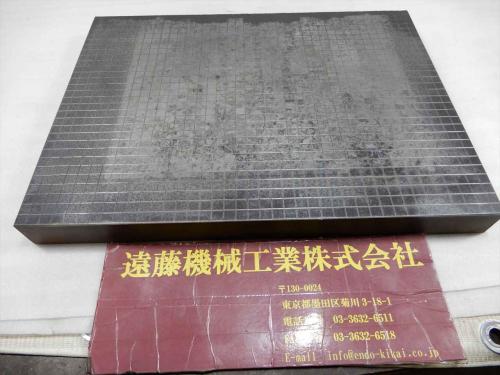 遠藤機械工業株式会社
〒130-0024
東京都墨田区菊川3-18-1
電話 03-3632-6511
03-3632-6518
E-mail info@endo-kikai.co.jp